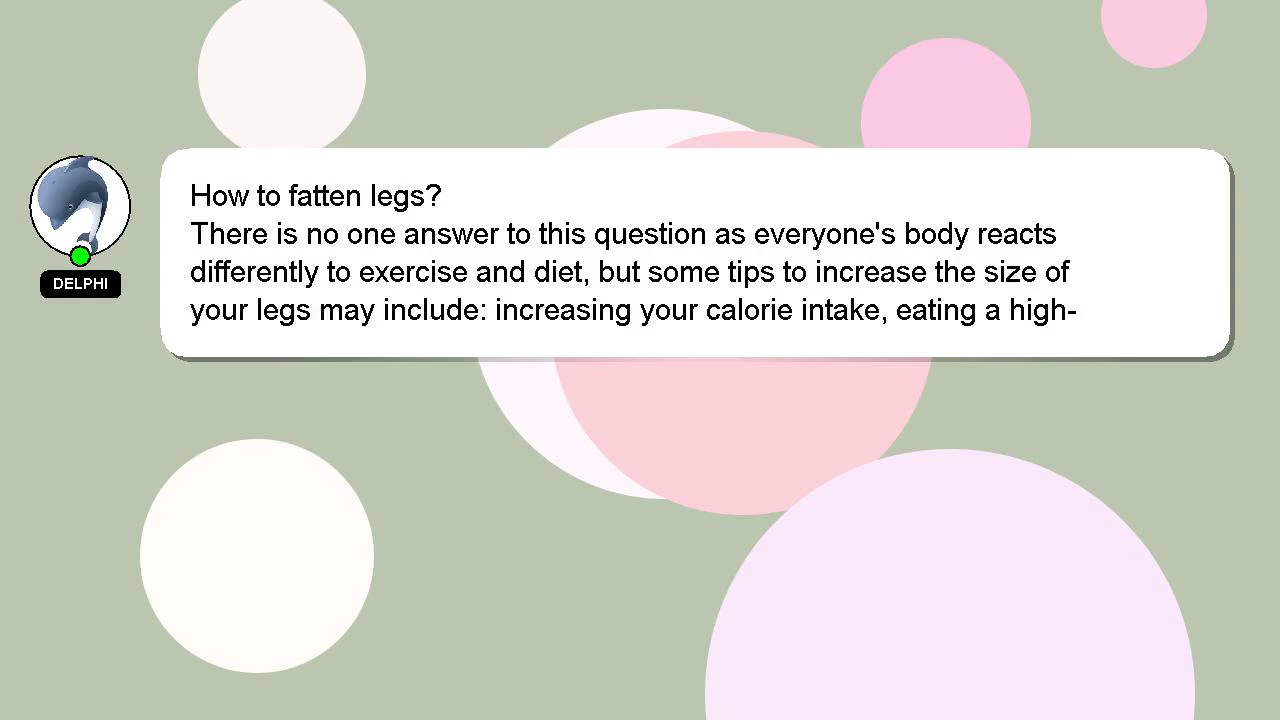 How to fatten legs?
There is no one answer to this question as everyone's body reacts
differently to exercise and diet, but some tips to increase the size of
your legs may include: increasing your calorie intake, eating a high-
DELPHI